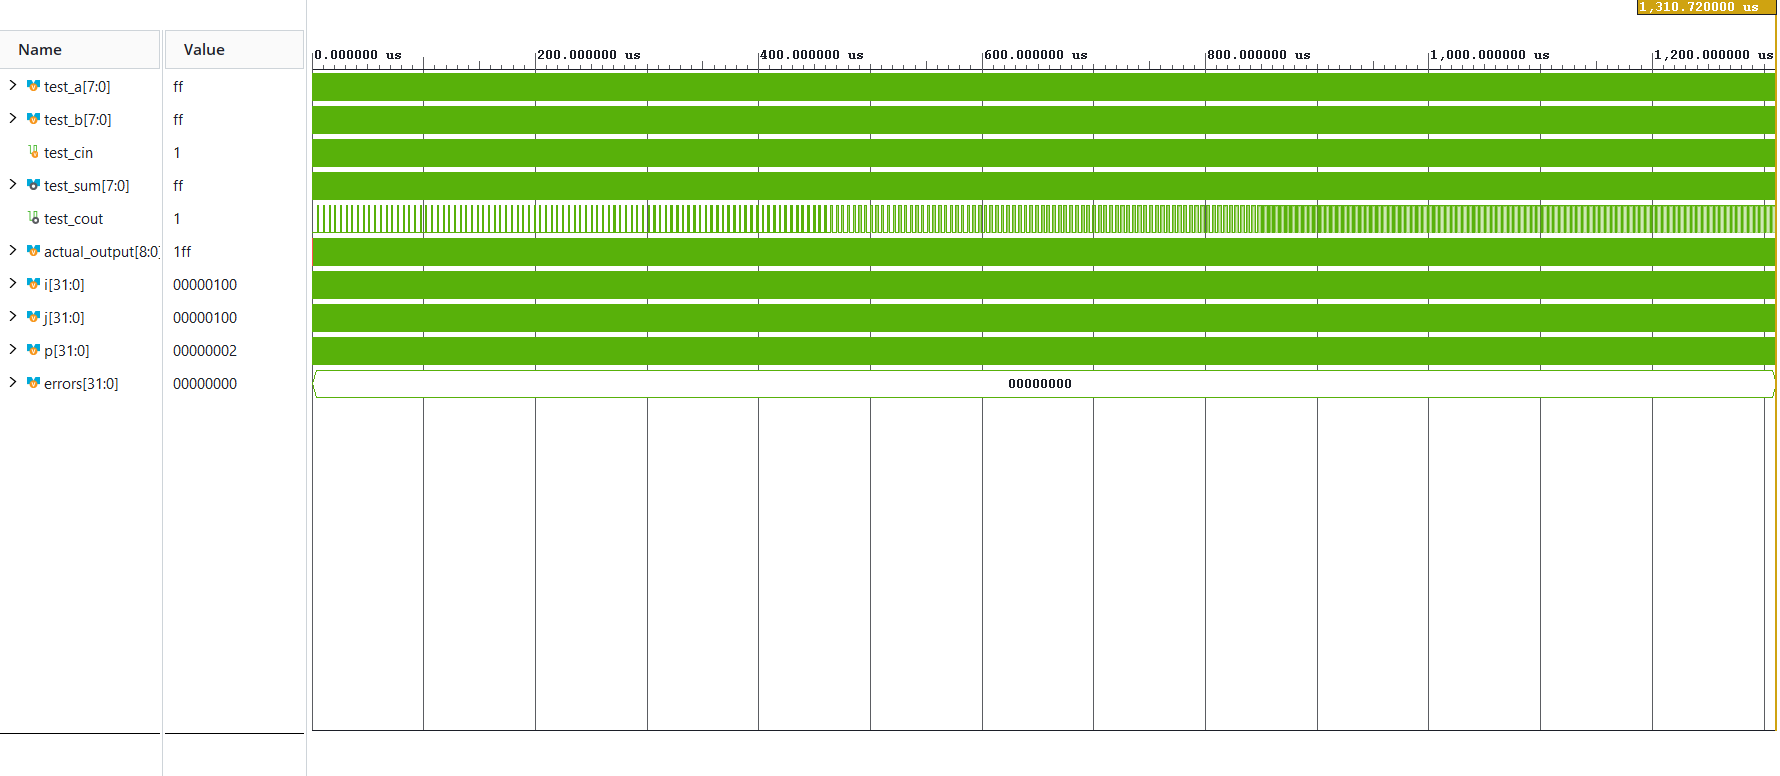 1,310.720000 us
Name Value
0.000000 us 200.000000 us 400.000000 us 600.000000 us 800.000000 us 1,000.000000 us 1,200.000000 us
test_a[7:0] ff
test_b[7:0] ff
test_cin 1
test_sum[7:0] ff
test_cout 1
actual_output[8:0] 1ff
i[31:0] 00000100
j[31:0] 00000100
p[31:0] 00000002
errors[31:0] 00000000 00000000